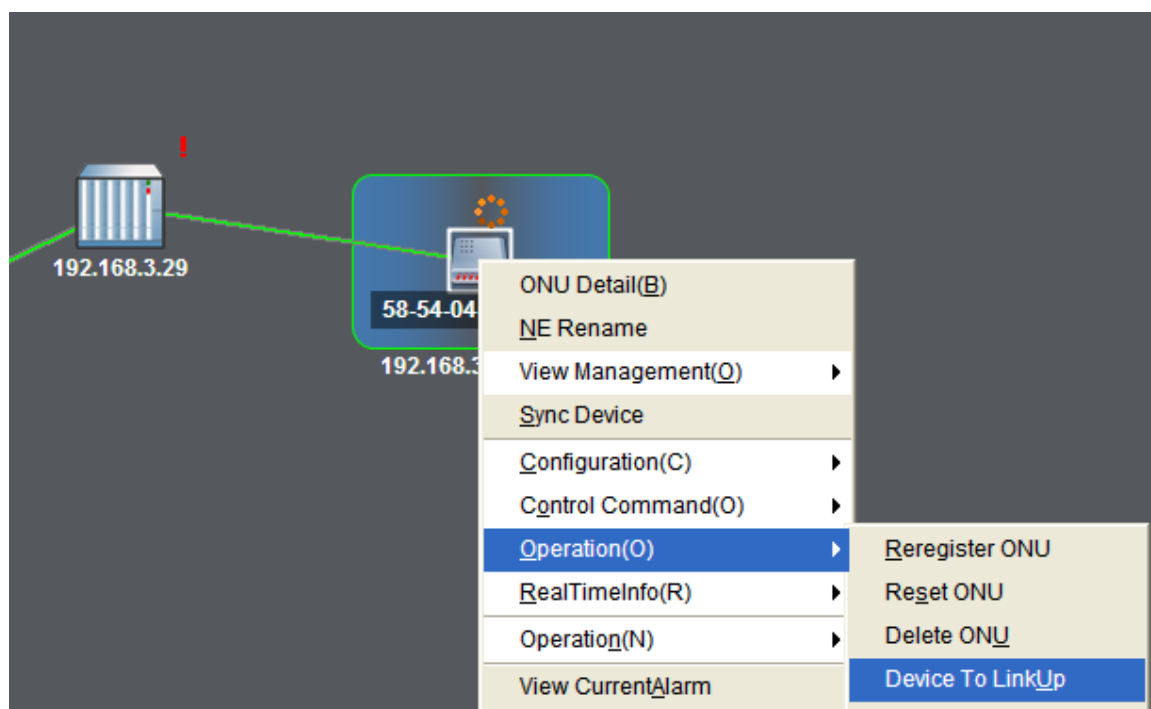 !
192.168.3.29
58-54-04
192.168.3
ONU Detail(B)
NE Rename
View Management(O)
Sync Device
Configuration(C)
Control Command(O)
Operation(O)
RealTimeInfo(R)
Operation(N)
View CurrentAlarm
Reregister ONU
Reset ONU
Delete ONU
Device To LinkUp